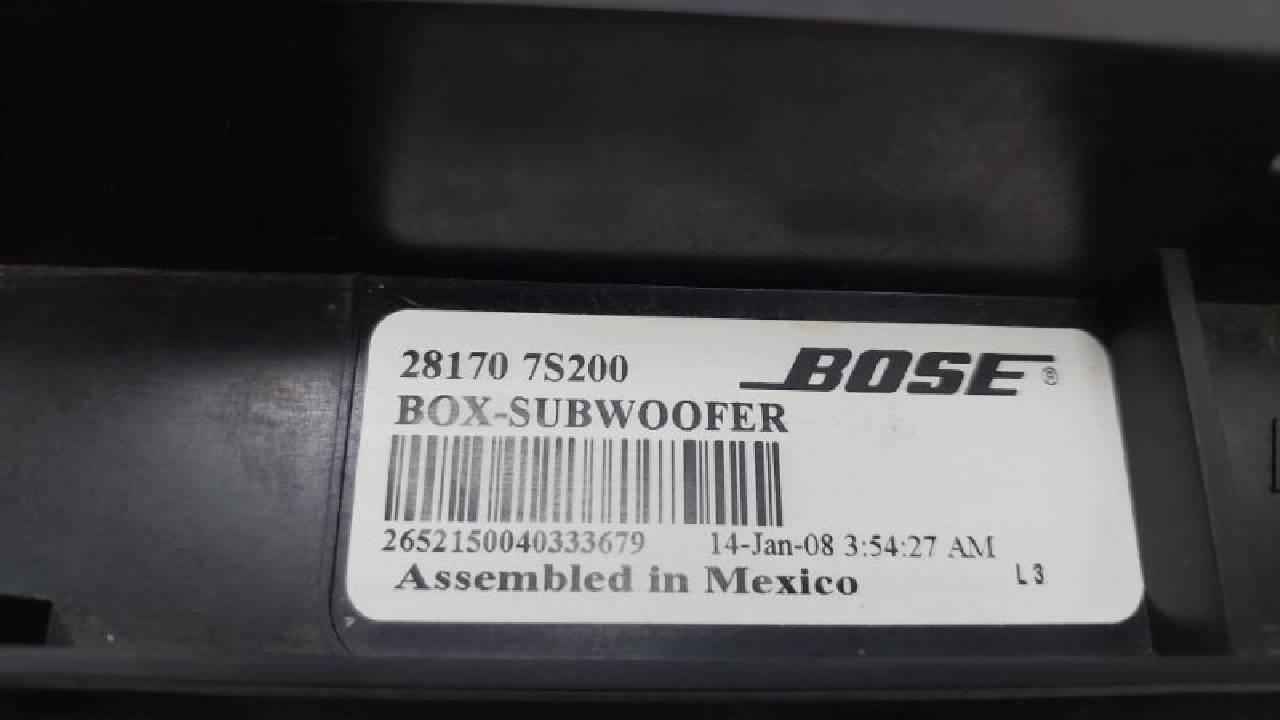 28170 7S200
BOSE®
BOX-SUBWOOFER
2652150040333679 14-Jan-08 3:54:27 AM
Assembled in Mexico
L3